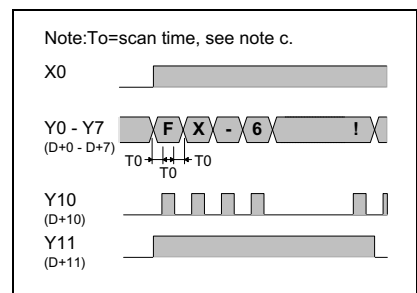 Note:To=scan time, see note c.
X0
Y0 - Y7
(D+0 - D+7)
F X - 6 !
T0 T0
T0
Y10
(D+10)
Y11
(D+11)